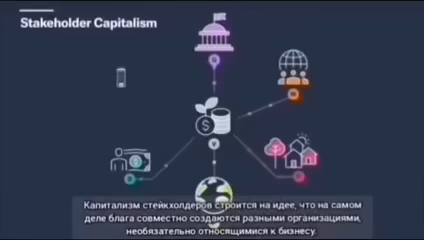 Stakeholder Capitalism
Капитализм стейкхолдеров строится на идее, что на самом
деле блага совместно создаются разными организациями,
необязательно относящимися к бизнесу.